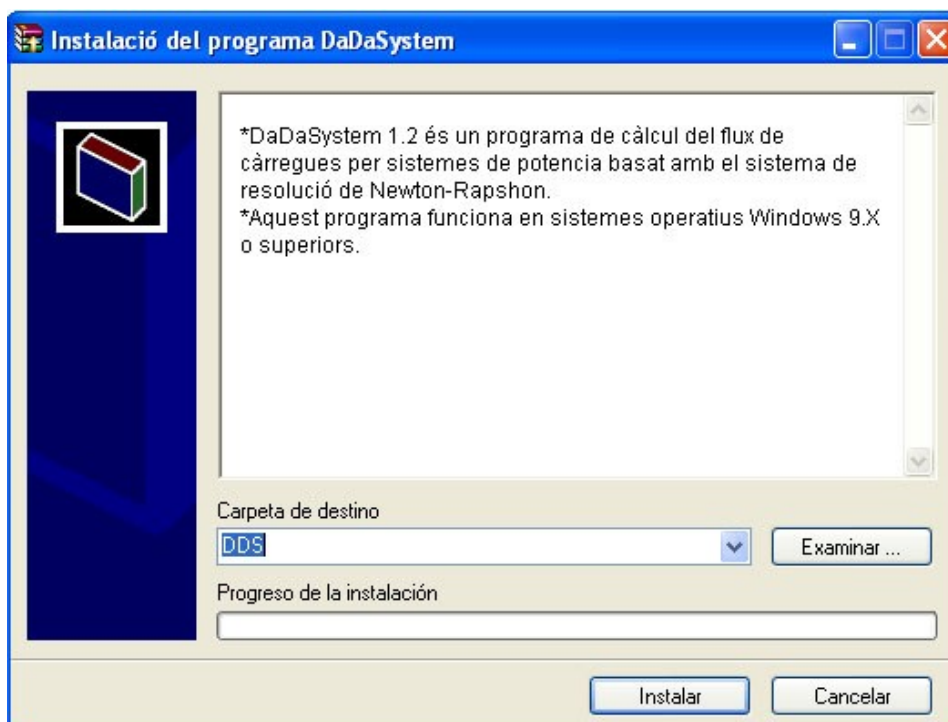 Instalació del programa DaDaSystem
*DaDaSystem 1.2 és un programa de càlcul del flux de
càrregues per sistemes de potencia basat amb el sistema de
resolució de Newton-Rapshon.
*Aquest programa funciona en sistemes operatius Windows 9.X
o superiors.
Carpeta de destino
DDS
Examinar ...
Progreso de la instalación
Instalar
Cancelar